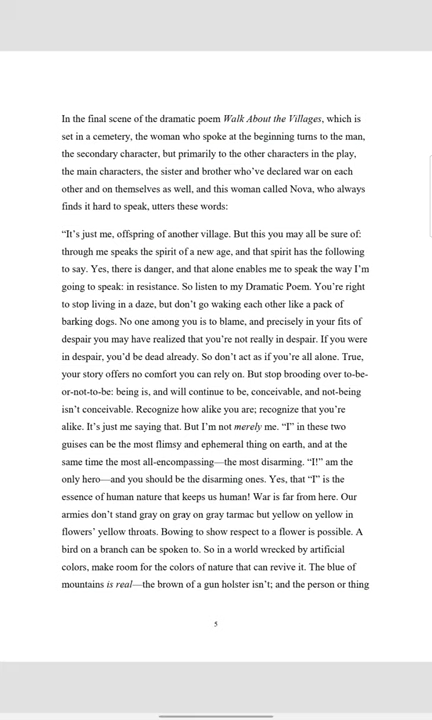 In the final scene of the dramatic poem Walk About the Villages, which is
set in a cemetery, the woman who spoke at the beginning turns to the man,
the secondary character, but primarily to the other characters in the play,
the main characters, the sister and brother who’ve declared war on each
other and on themselves as well, and this woman called Nova, who always
finds it hard to speak, utters these words:
“It’s just me, offspring of another village. But this you may all be sure of:
through me speaks the spirit of a new age, and that spirit has the following
to say. Yes, there is danger, and that alone enables me to speak the way I’m
going to speak: in resistance. So listen to my Dramatic Poem. You’re right
to stop living in a daze, but don’t go waking each other like a pack of
barking dogs. No one among you is to blame, and precisely in your fits of
despair you may have realized that you’re not really in despair. If you were
in despair, you’d be dead already. So don’t act as if you’re all alone. True,
your story offers no comfort you can rely on. But stop brooding over to-be-
or-not-to-be: being is, and will continue to be, conceivable, and not-being
isn’t conceivable. Recognize how alike you are; recognize that you’re
alike. It’s just me saying that. But I’m not merely me. “I” in these two
guises can be the most flimsy and ephemeral thing on earth, and at the
same time the most all-encompassing—the most disarming. “I!” am the
only hero—and you should be the disarming ones. Yes, that “I” is the
essence of human nature that keeps us human! War is far from here. Our
armies don’t stand gray on gray on gray tarmac but yellow on yellow in
flowers’ yellow throats. Bowing to show respect to a flower is possible. A
bird on a branch can be spoken to. So in a world wrecked by artificial
colors, make room for the colors of nature that can revive it. The blue of
mountains is real—the brown of a gun holster isn’t; and the person or thing
5